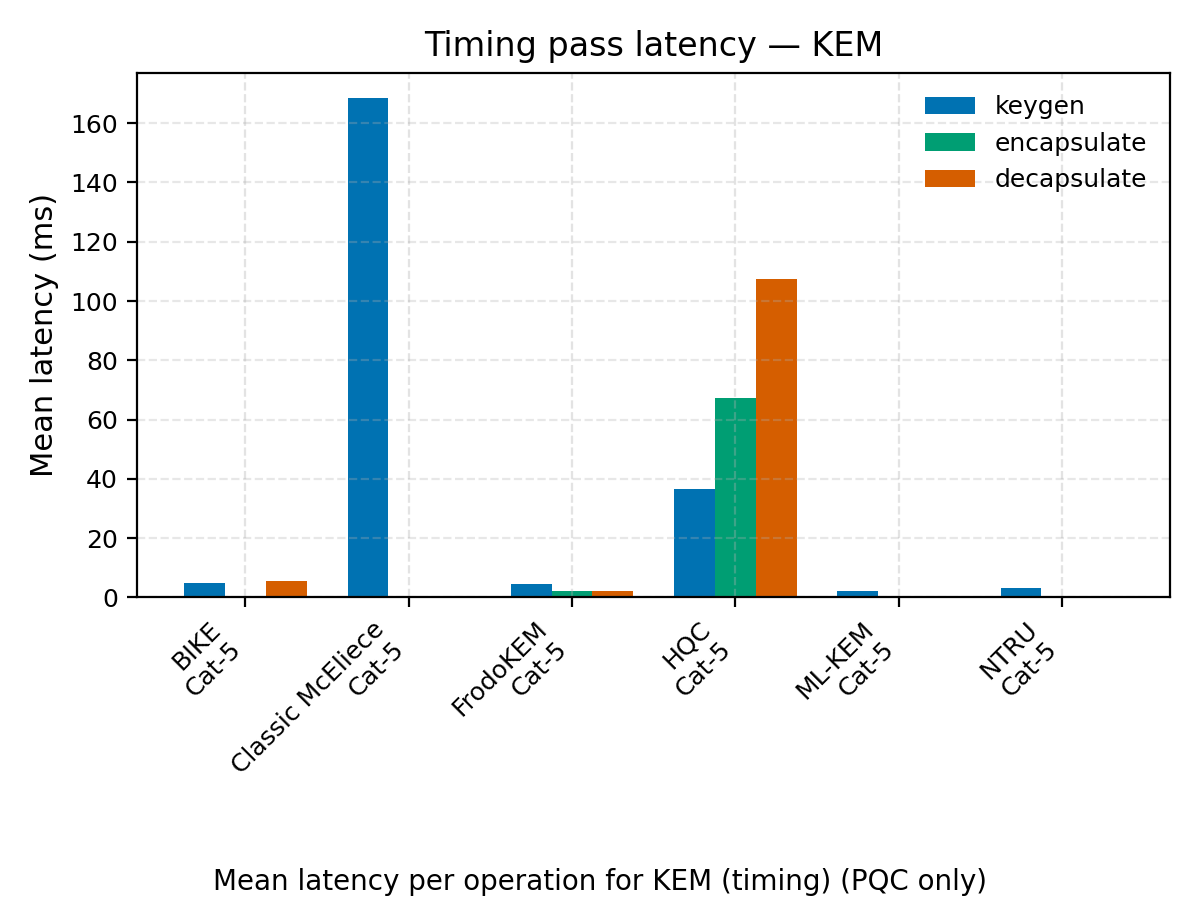 Timing pass latency — KEM
keygen
encapsulate
decapsulate
Mean latency (ms)
160
140
120
100
80
60
40
20
0
BIKE
Cat-5
Classic McEliece
Cat-5
FrodoKEM
Cat-5
HQC
Cat-5
ML-KEM
Cat-5
NTRU
Cat-5
Mean latency per operation for KEM (timing) (PQC only)